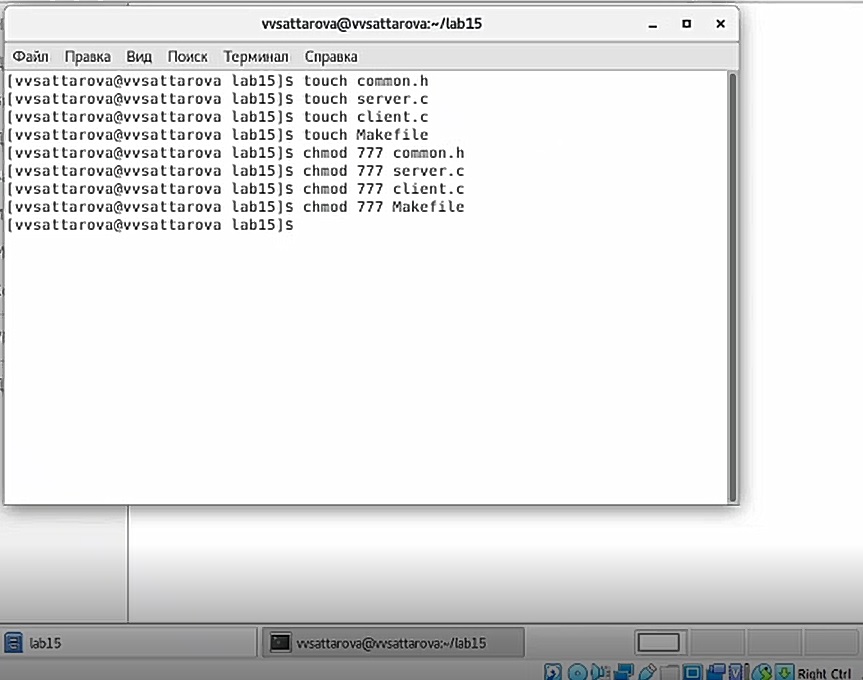 vvsattarova@vvsattarova:~/lab15
Файл Правка Вид Поиск Терминал Справка
[vvsattarova@vvsattarova lab15]$ touch common.h
[vvsattarova@vvsattarova lab15]$ touch server.c
[vvsattarova@vvsattarova lab15]$ touch client.c
[vvsattarova@vvsattarova lab15]$ touch Makefile
[vvsattarova@vvsattarova lab15]$ chmod 777 common.h
[vvsattarova@vvsattarova lab15]$ chmod 777 server.c
[vvsattarova@vvsattarova lab15]$ chmod 777 client.c
[vvsattarova@vvsattarova lab15]$ chmod 777 Makefile
[vvsattarova@vvsattarova lab15]$
lab15 vvsattarova@vvsattarova:~/lab15
Right Ctrl